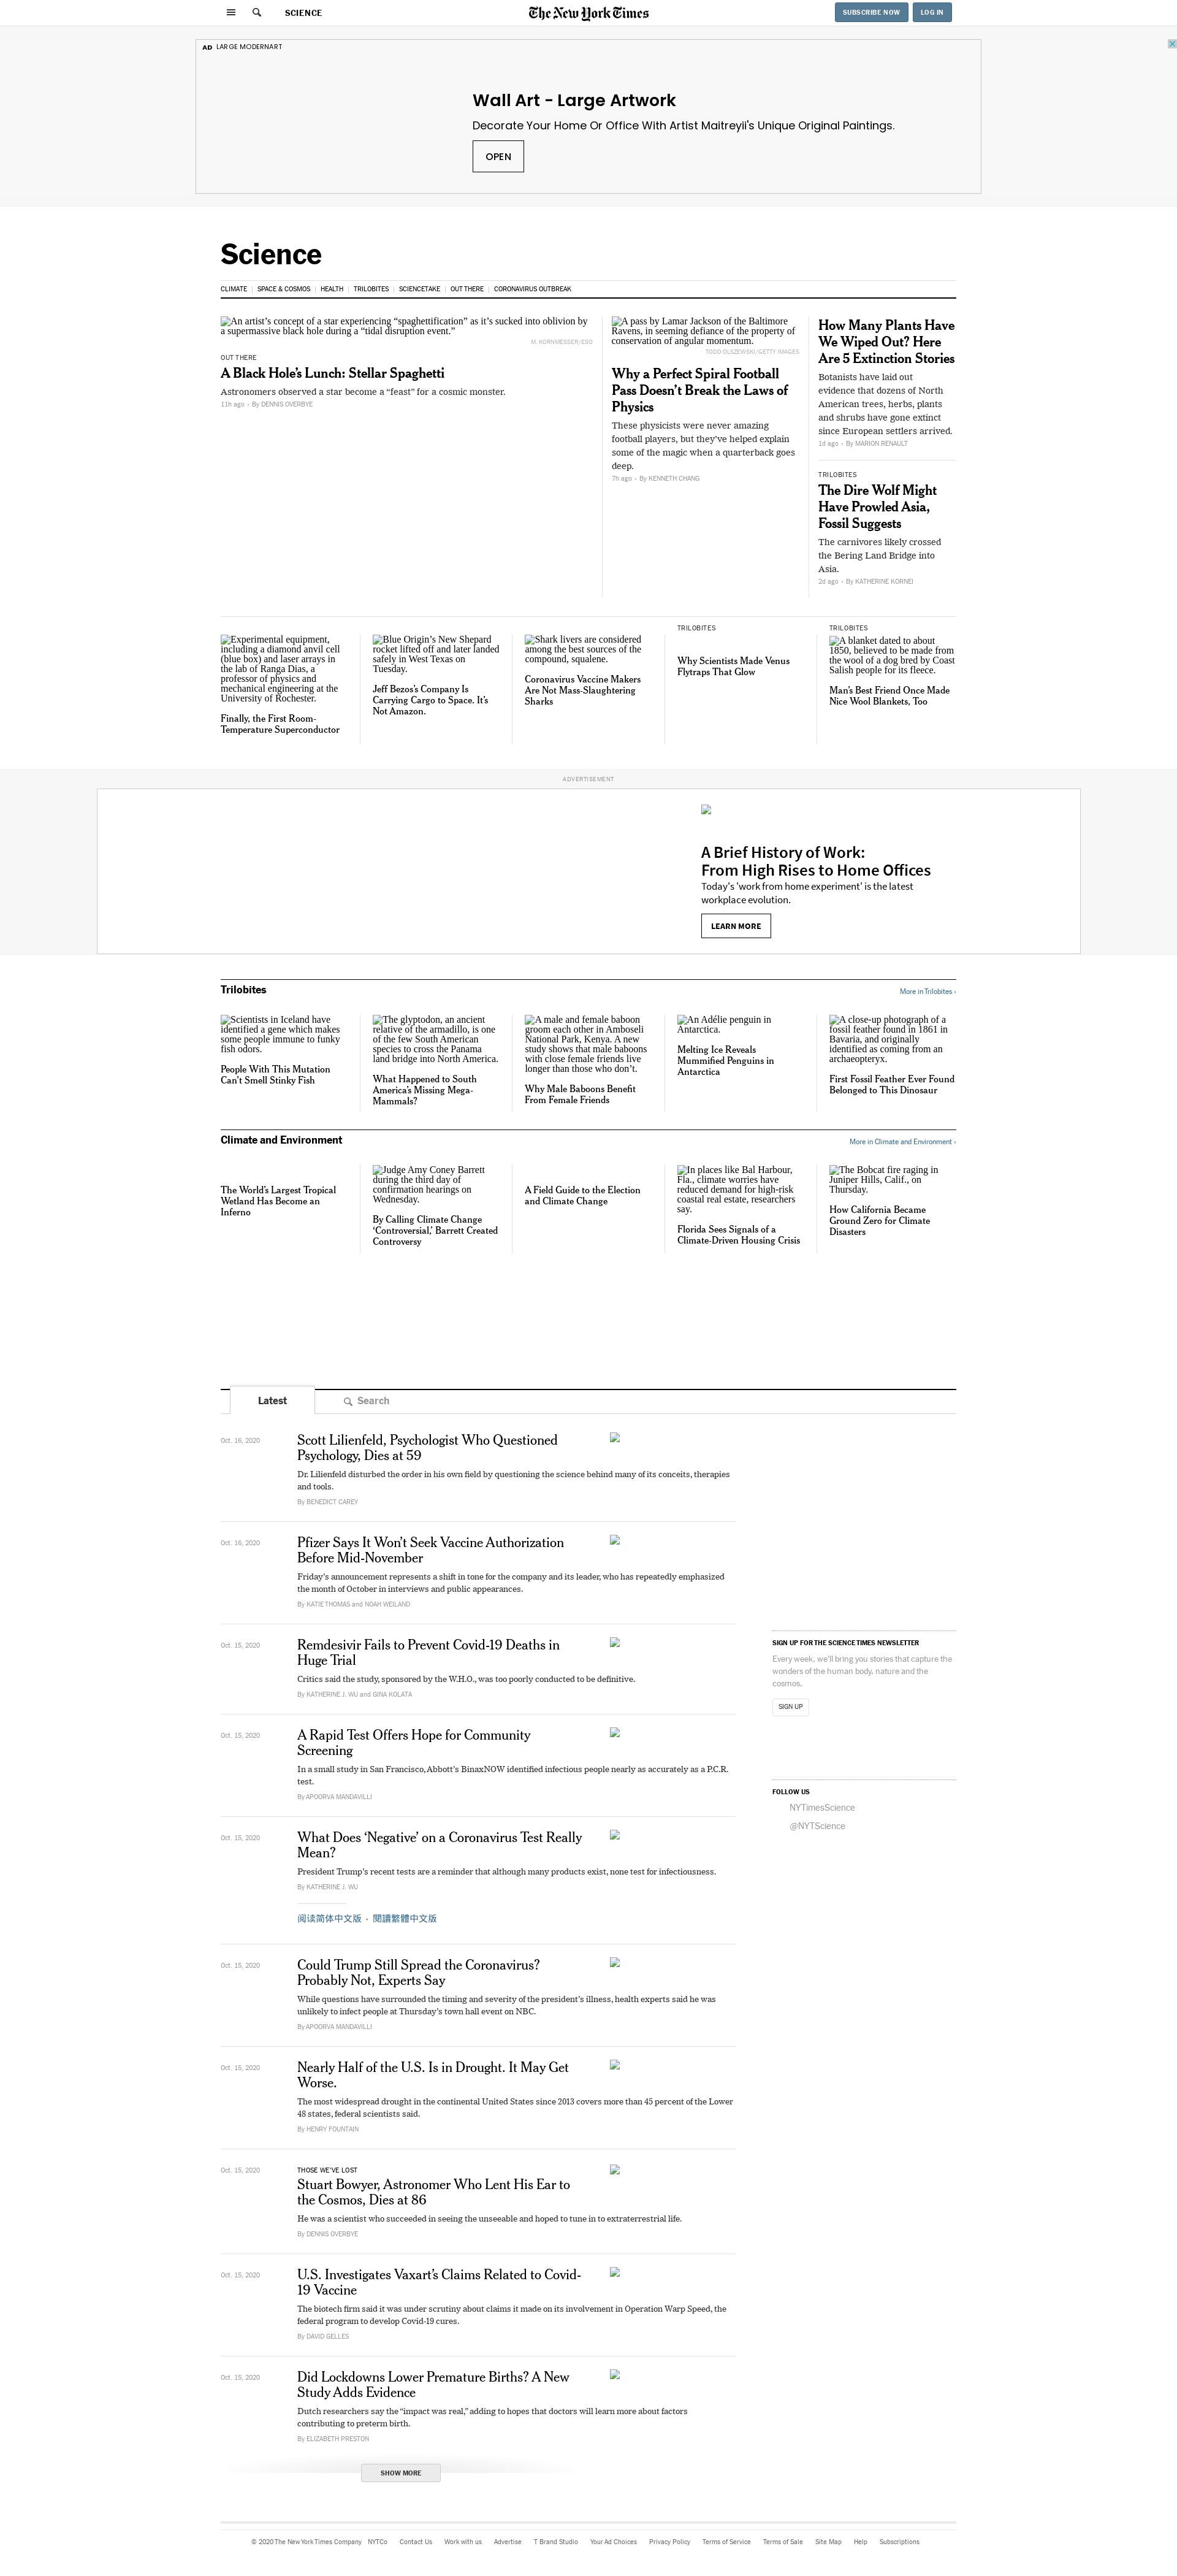 SCIENCE
The New York Times
SUBSCRIBE NOW
LOG IN
AD LARGE MODERNART
Wall Art - Large Artwork
Decorate Your Home Or Office With Artist Maitreyii's Unique Original Paintings.
OPEN
Science
CLIMATE | SPACE & COSMOS | HEALTH | TRILOBITES | SCIENCETAKE | OUT THERE | CORONAVIRUS OUTBREAK
An artist's concept of a star experiencing “spaghettification” as it’s sucked into oblivion by
a supermassive black hole during a “tidal disruption event.”
M. KORNMESSER/ESO
OUT THERE
A Black Hole’s Lunch: Stellar Spaghetti
Astronomers observed a star become a “feast” for a cosmic monster.
11h ago • By DENNIS OVERBYE
A pass by Lamar Jackson of the Baltimore
Ravens, in seeming defiance of the property of
conservation of angular momentum.
TODD OLSZEWSKI/GETTY IMAGES
Why a Perfect Spiral Football
Pass Doesn’t Break the Laws of
Physics
These physicists were never amazing
football players, but they’ve helped explain
some of the magic when a quarterback goes
deep.
7h ago • By KENNETH CHANG
How Many Plants Have
We Wiped Out? Here
Are 5 Extinction Stories
Botanists have laid out
evidence that dozens of North
American trees, herbs, plants
and shrubs have gone extinct
since European settlers arrived.
1d ago • By MARION RENAULT
TRILOBITES
The Dire Wolf Might
Have Prowled Asia,
Fossil Suggests
The carnivores likely crossed
the Bering Land Bridge into
Asia.
2d ago • By KATHERINE KORNEI
Experimental equipment,
including a diamond anvil cell
(blue box) and laser arrays in
the lab of Ranga Dias, a
professor of physics and
mechanical engineering at the
University of Rochester.
Finally, the First Room-
Temperature Superconductor
Blue Origin’s New Shepard
rocket lifted off and later landed
safely in West Texas on
Tuesday.
Jeff Bezos’s Company Is
Carrying Cargo to Space. It’s
Not Amazon.
Shark livers are considered
among the best sources of the
compound, squalene.
Coronavirus Vaccine Makers
Are Not Mass-Slaughtering
Sharks
TRILOBITES
Why Scientists Made Venus
Flytraps That Glow
TRILOBITES
A blanket dated to about
1850, believed to be made from
the wool of a dog bred by Coast
Salish people for its fleece.
Man’s Best Friend Once Made
Nice Wool Blankets, Too
ADVERTISEMENT
A Brief History of Work:
From High Rises to Home Offices
Today's 'work from home experiment' is the latest
workplace evolution.
LEARN MORE
Trilobites
More in Trilobites ›
Scientists in Iceland have
identified a gene which makes
some people immune to funky
fish odors.
People With This Mutation
Can’t Smell Stinky Fish
The glyptodon, an ancient
relative of the armadillo, is one
of the few South American
species to cross the Panama
land bridge into North America.
What Happened to South
America’s Missing Mega-
Mammals?
A male and female baboon
groom each other in Amboseli
National Park, Kenya. A new
study shows that male baboons
with close female friends live
longer than those who don’t.
Why Male Baboons Benefit
From Female Friends
An Adélie penguin in
Antarctica.
Melting Ice Reveals
Mummified Penguins in
Antarctica
A close-up photograph of a
fossil feather found in 1861 in
Bavaria, and originally
identified as coming from an
archaeopteryx.
First Fossil Feather Ever Found
Belonged to This Dinosaur
Climate and Environment
More in Climate and Environment ›
The World’s Largest Tropical
Wetland Has Become an
Inferno
Judge Amy Coney Barrett
during the third day of
confirmation hearings on
Wednesday.
By Calling Climate Change
‘Controversial,’ Barrett Created
Controversy
A Field Guide to the Election
and Climate Change
In places like Bal Harbour,
Fla., climate worries have
reduced demand for high-risk
coastal real estate, researchers
say.
Florida Sees Signals of a
Climate-Driven Housing Crisis
The Bobcat fire raging in
Juniper Hills, Calif., on
Thursday.
How California Became
Ground Zero for Climate
Disasters
Latest
Search
Oct. 16, 2020
Scott Lilienfeld, Psychologist Who Questioned
Psychology, Dies at 59
Dr. Lilienfeld disturbed the order in his own field by questioning the science behind many of its conceits, therapies
and tools.
By BENEDICT CAREY
Oct. 16, 2020
Pfizer Says It Won’t Seek Vaccine Authorization
Before Mid-November
Friday’s announcement represents a shift in tone for the company and its leader, who has repeatedly emphasized
the month of October in interviews and public appearances.
By KATIE THOMAS and NOAH WEILAND
Oct. 15, 2020
Remdesivir Fails to Prevent Covid-19 Deaths in
Huge Trial
Critics said the study, sponsored by the W.H.O., was too poorly conducted to be definitive.
By KATHERINE J. WU and GINA KOLATA
Oct. 15, 2020
A Rapid Test Offers Hope for Community
Screening
In a small study in San Francisco, Abbott’s BinaxNOW identified infectious people nearly as accurately as a P.C.R.
test.
By APOORVA MANDAVILLI
Oct. 15, 2020
What Does ‘Negative’ on a Coronavirus Test Really
Mean?
President Trump’s recent tests are a reminder that although many products exist, none test for infectiousness.
By KATHERINE J. WU
阅读简体中文版 • 閱讀繁體中文版
Oct. 15, 2020
Could Trump Still Spread the Coronavirus?
Probably Not, Experts Say
While questions have surrounded the timing and severity of the president’s illness, health experts said he was
unlikely to infect people at Thursday’s town hall event on NBC.
By APOORVA MANDAVILLI
Oct. 15, 2020
Nearly Half of the U.S. Is in Drought. It May Get
Worse.
The most widespread drought in the continental United States since 2013 covers more than 45 percent of the Lower
48 states, federal scientists said.
By HENRY FOUNTAIN
Oct. 15, 2020
THOSE WE’VE LOST
Stuart Bowyer, Astronomer Who Lent His Ear to
the Cosmos, Dies at 86
He was a scientist who succeeded in seeing the unseeable and hoped to tune in to extraterrestrial life.
By DENNIS OVERBYE
Oct. 15, 2020
U.S. Investigates Vaxart’s Claims Related to Covid-
19 Vaccine
The biotech firm said it was under scrutiny about claims it made on its involvement in Operation Warp Speed, the
federal program to develop Covid-19 cures.
By DAVID GELLES
Oct. 15, 2020
Did Lockdowns Lower Premature Births? A New
Study Adds Evidence
Dutch researchers say the “impact was real,” adding to hopes that doctors will learn more about factors
contributing to preterm birth.
By ELIZABETH PRESTON
SHOW MORE
SIGN UP FOR THE SCIENCE TIMES NEWSLETTER
Every week, we'll bring you stories that capture the
wonders of the human body, nature and the
cosmos.
SIGN UP
FOLLOW US
NYTimesScience
@NYTScience
© 2020 The New York Times Company NYTCo Contact Us Work with us Advertise T Brand Studio Your Ad Choices Privacy Policy Terms of Service Terms of Sale Site Map Help Subscriptions